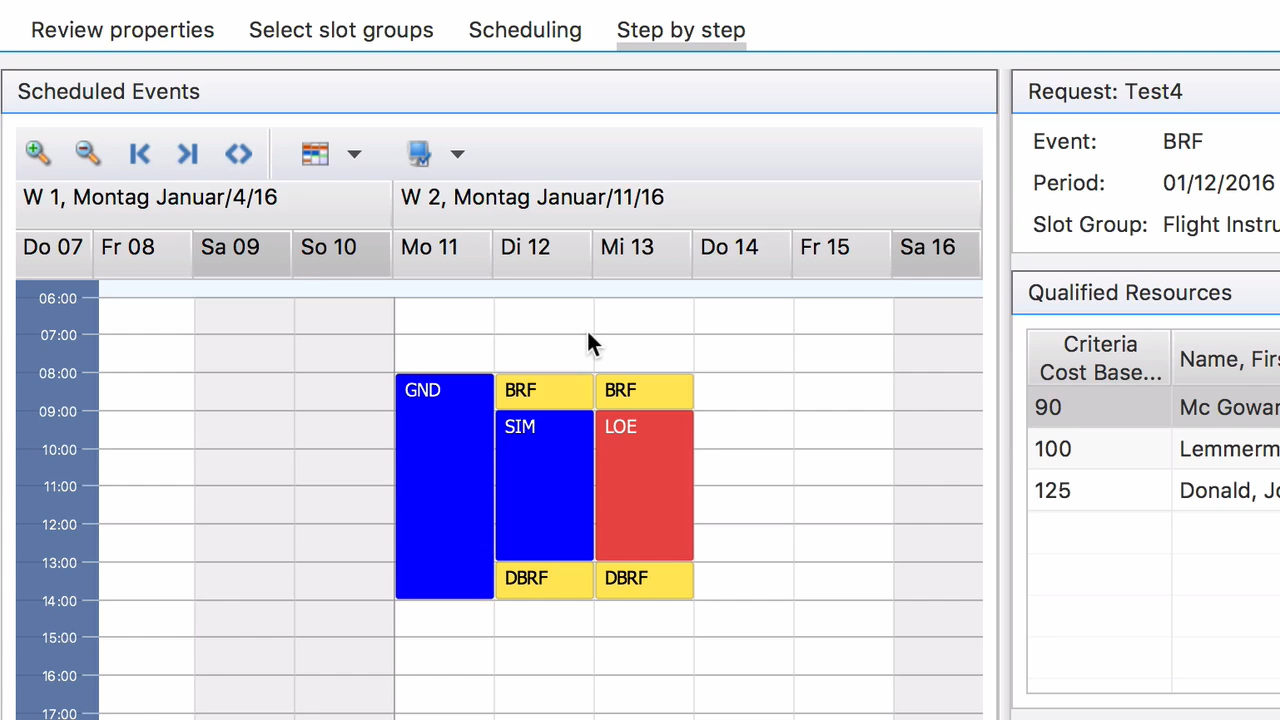 Review properties Select slot groups Scheduling Step by step
Scheduled Events
W 1, Montag Januar/4/16 W 2, Montag Januar/11/16
Do 07 Fr 08 Sa 09 So 10 Mo 11 Di 12 Mi 13 Do 14 Fr 15 Sa 16
06:00
07:00
08:00
GND BRF BRF
09:00
SIM LOE
10:00
11:00
12:00
13:00
DBRF DBRF
14:00
15:00
16:00
17:00
Request: Test4
Event: BRF
Period: 01/12/2016
Slot Group: Flight Instru
Qualified Resources
Criteria
Cost Base... Name, Firs
90 Mc Gowar
100 Lemmerm
125 Donald, Jo